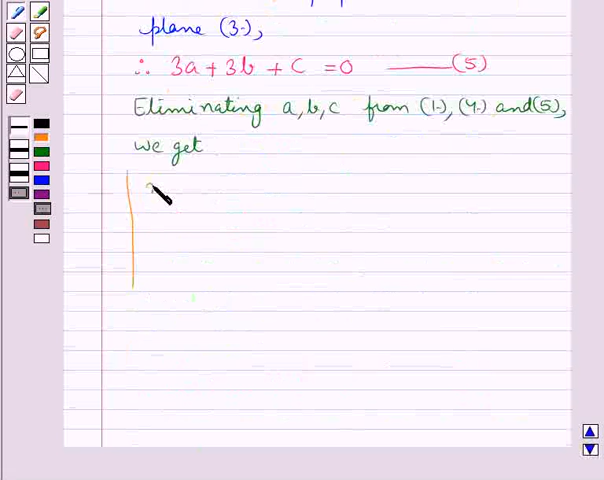 plane (3.),
∴ 3a + 3b + c = 0 ——— (5)
Eliminating a, b, c from (1.), (4.) and (5),
we get